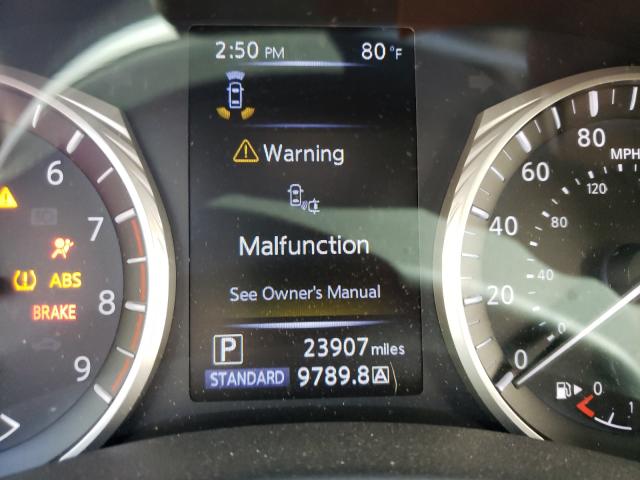 2:50 PM 80 °F
Warning
Malfunction
See Owner's Manual
P 23907 miles
STANDARD 9789.8 A
6
7
8
9
ABS
BRAKE
80
60
40
20
0
MPH
120
80
40
0
0
1